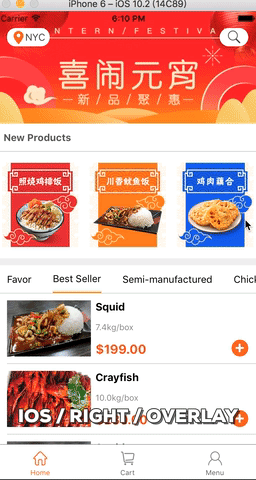 iPhone 6 – iOS 10.2 (14C89)
Carrier 6:10 PM
NYC
ENTERN/FESTIVA
喜闹元宵
新/品/聚/惠
New Products
照烧鸡排饭 川香鱿鱼饭 鸡肉藕合
Favor Best Seller Semi-manufactured Chick
Squid
7.4kg/box
$199.00
Crayfish
10.0kg/box
IOS / RIGHT / OVERLAY
Home Cart Menu